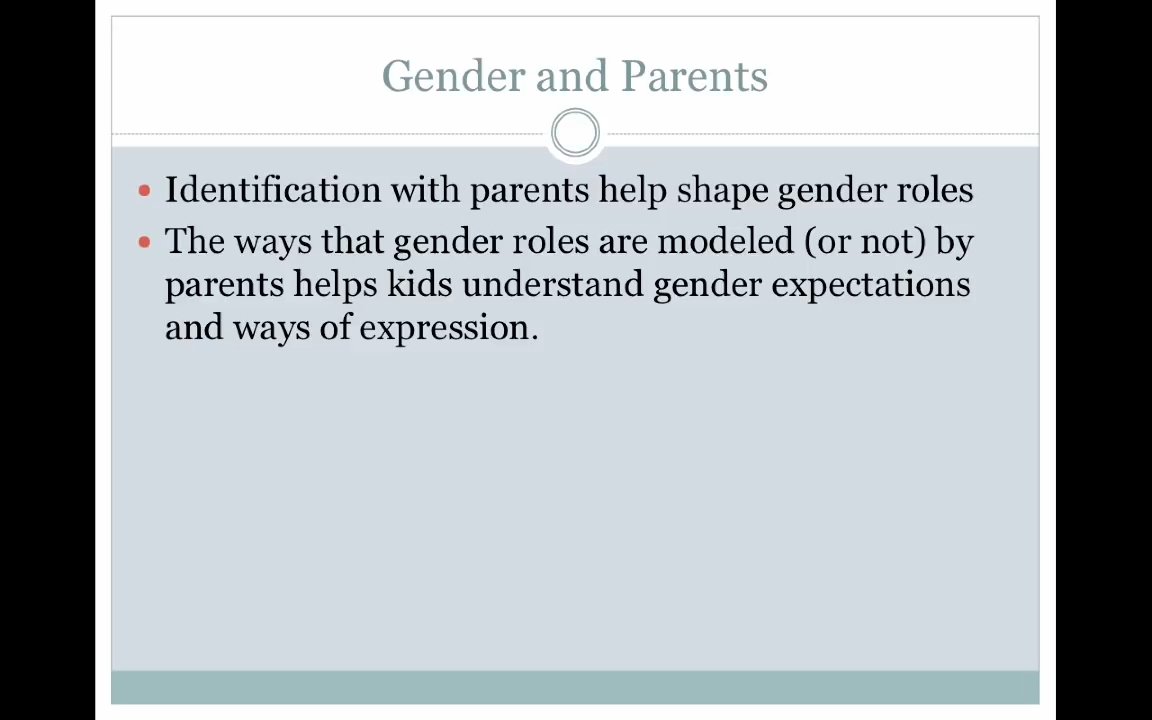 Gender and Parents
• Identification with parents help shape gender roles
• The ways that gender roles are modeled (or not) by
parents helps kids understand gender expectations
and ways of expression.